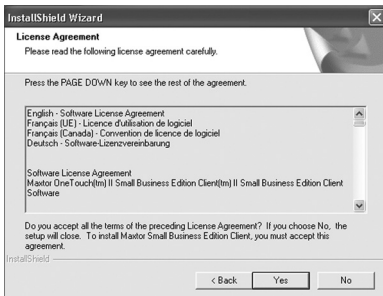 InstallShield Wizard
License Agreement
Please read the following license agreement carefully.
Press the PAGE DOWN key to see the rest of the agreement.
English - Software License Agreement
Français (UE) - Licence d'utilisation de logiciel
Français (Canada) - Convention de licence de logiciel
Deutsch - Software-Lizenzvereinbarung
Software License Agreement
Maxtor OneTouch(tm) II Small Business Edition Client(tm) II Small Business Edition Client
Software
Do you accept all the terms of the preceding License Agreement? If you choose No, the
setup will close. To install Maxtor Small Business Edition Client, you must accept this
agreement.
InstallShield
< Back Yes No